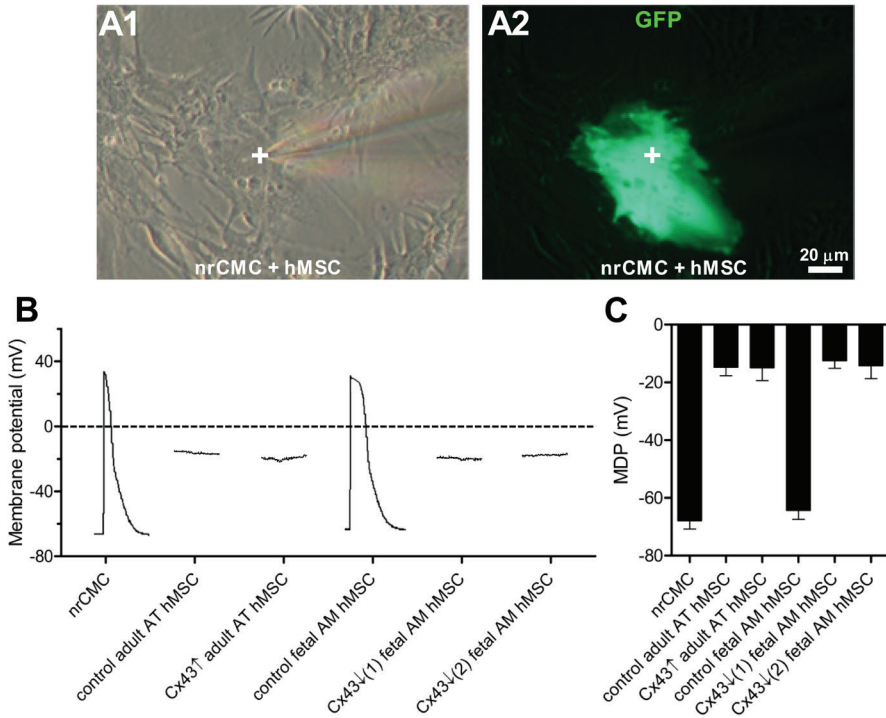 A1
nrCMC + hMSC
A2
GFP
nrCMC + hMSC
20 μm
B
Membrane potential (mV)
40
0
-40
-80
nrCMC
control adult AT hMSC
Cx43↑ adult AT hMSC
control fetal AM hMSC
Cx43↓(1) fetal AM hMSC
Cx43↓(2) fetal AM hMSC
C
MDP (mV)
0
-20
-40
-60
-80
nrCMC
control adult AT hMSC
Cx43↑ adult AT hMSC
control fetal AM hMSC
Cx43↓(1) fetal AM hMSC
Cx43↓(2) fetal AM hMSC